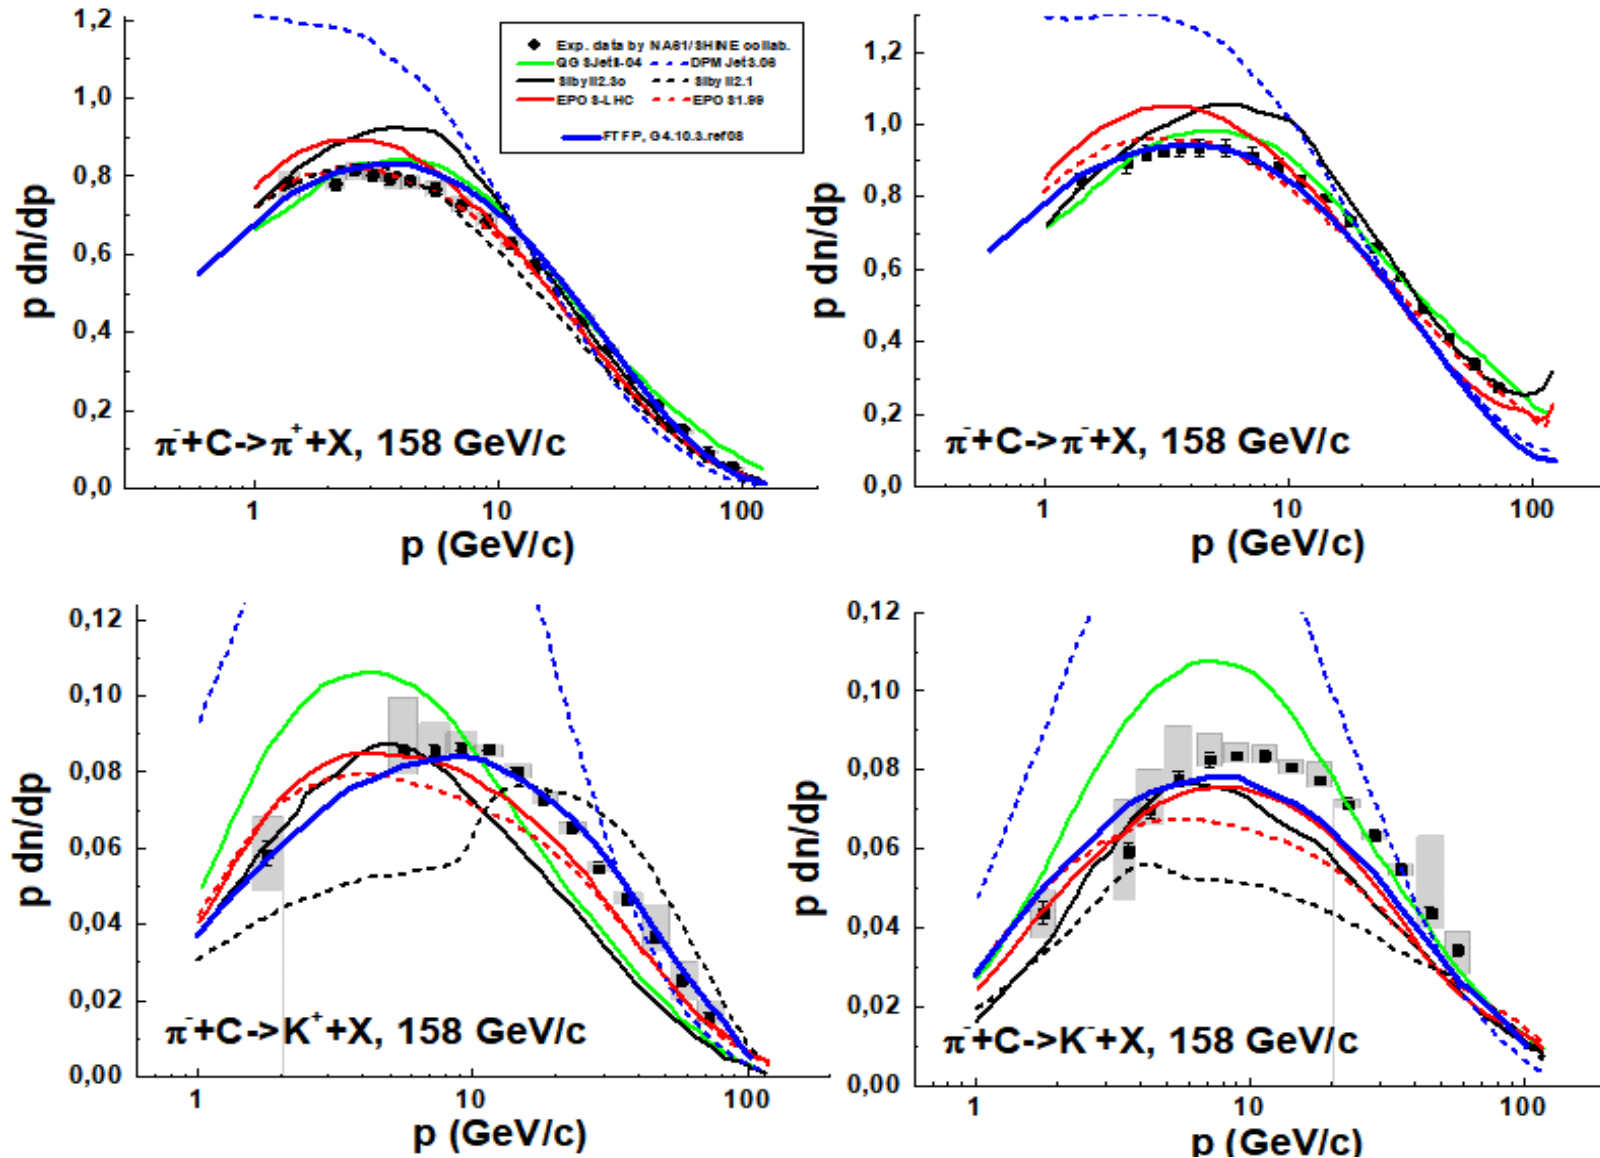 1,2
1,0
0,8
0,6
0,4
0,2
0,0
p dn/dp
Exp. data by NA61/SHINE collab.
QGSJetII-04 DPMJet3.06
Sibyll2.3c Sibyll2.1
EPOS-LHC EPOS1.99
FTFP, G4.10.3.ref08
π⁻+C->π⁺+X, 158 GeV/c
1 10 100
p (GeV/c)
1,2
1,0
0,8
0,6
0,4
0,2
0,0
p dn/dp
π⁻+C->π⁻+X, 158 GeV/c
1 10 100
p (GeV/c)
0,12
0,10
0,08
0,06
0,04
0,02
0,00
p dn/dp
π⁻+C->K⁺+X, 158 GeV/c
1 10 100
p (GeV/c)
0,12
0,10
0,08
0,06
0,04
0,02
0,00
p dn/dp
π⁻+C->K⁻+X, 158 GeV/c
1 10 100
p (GeV/c)